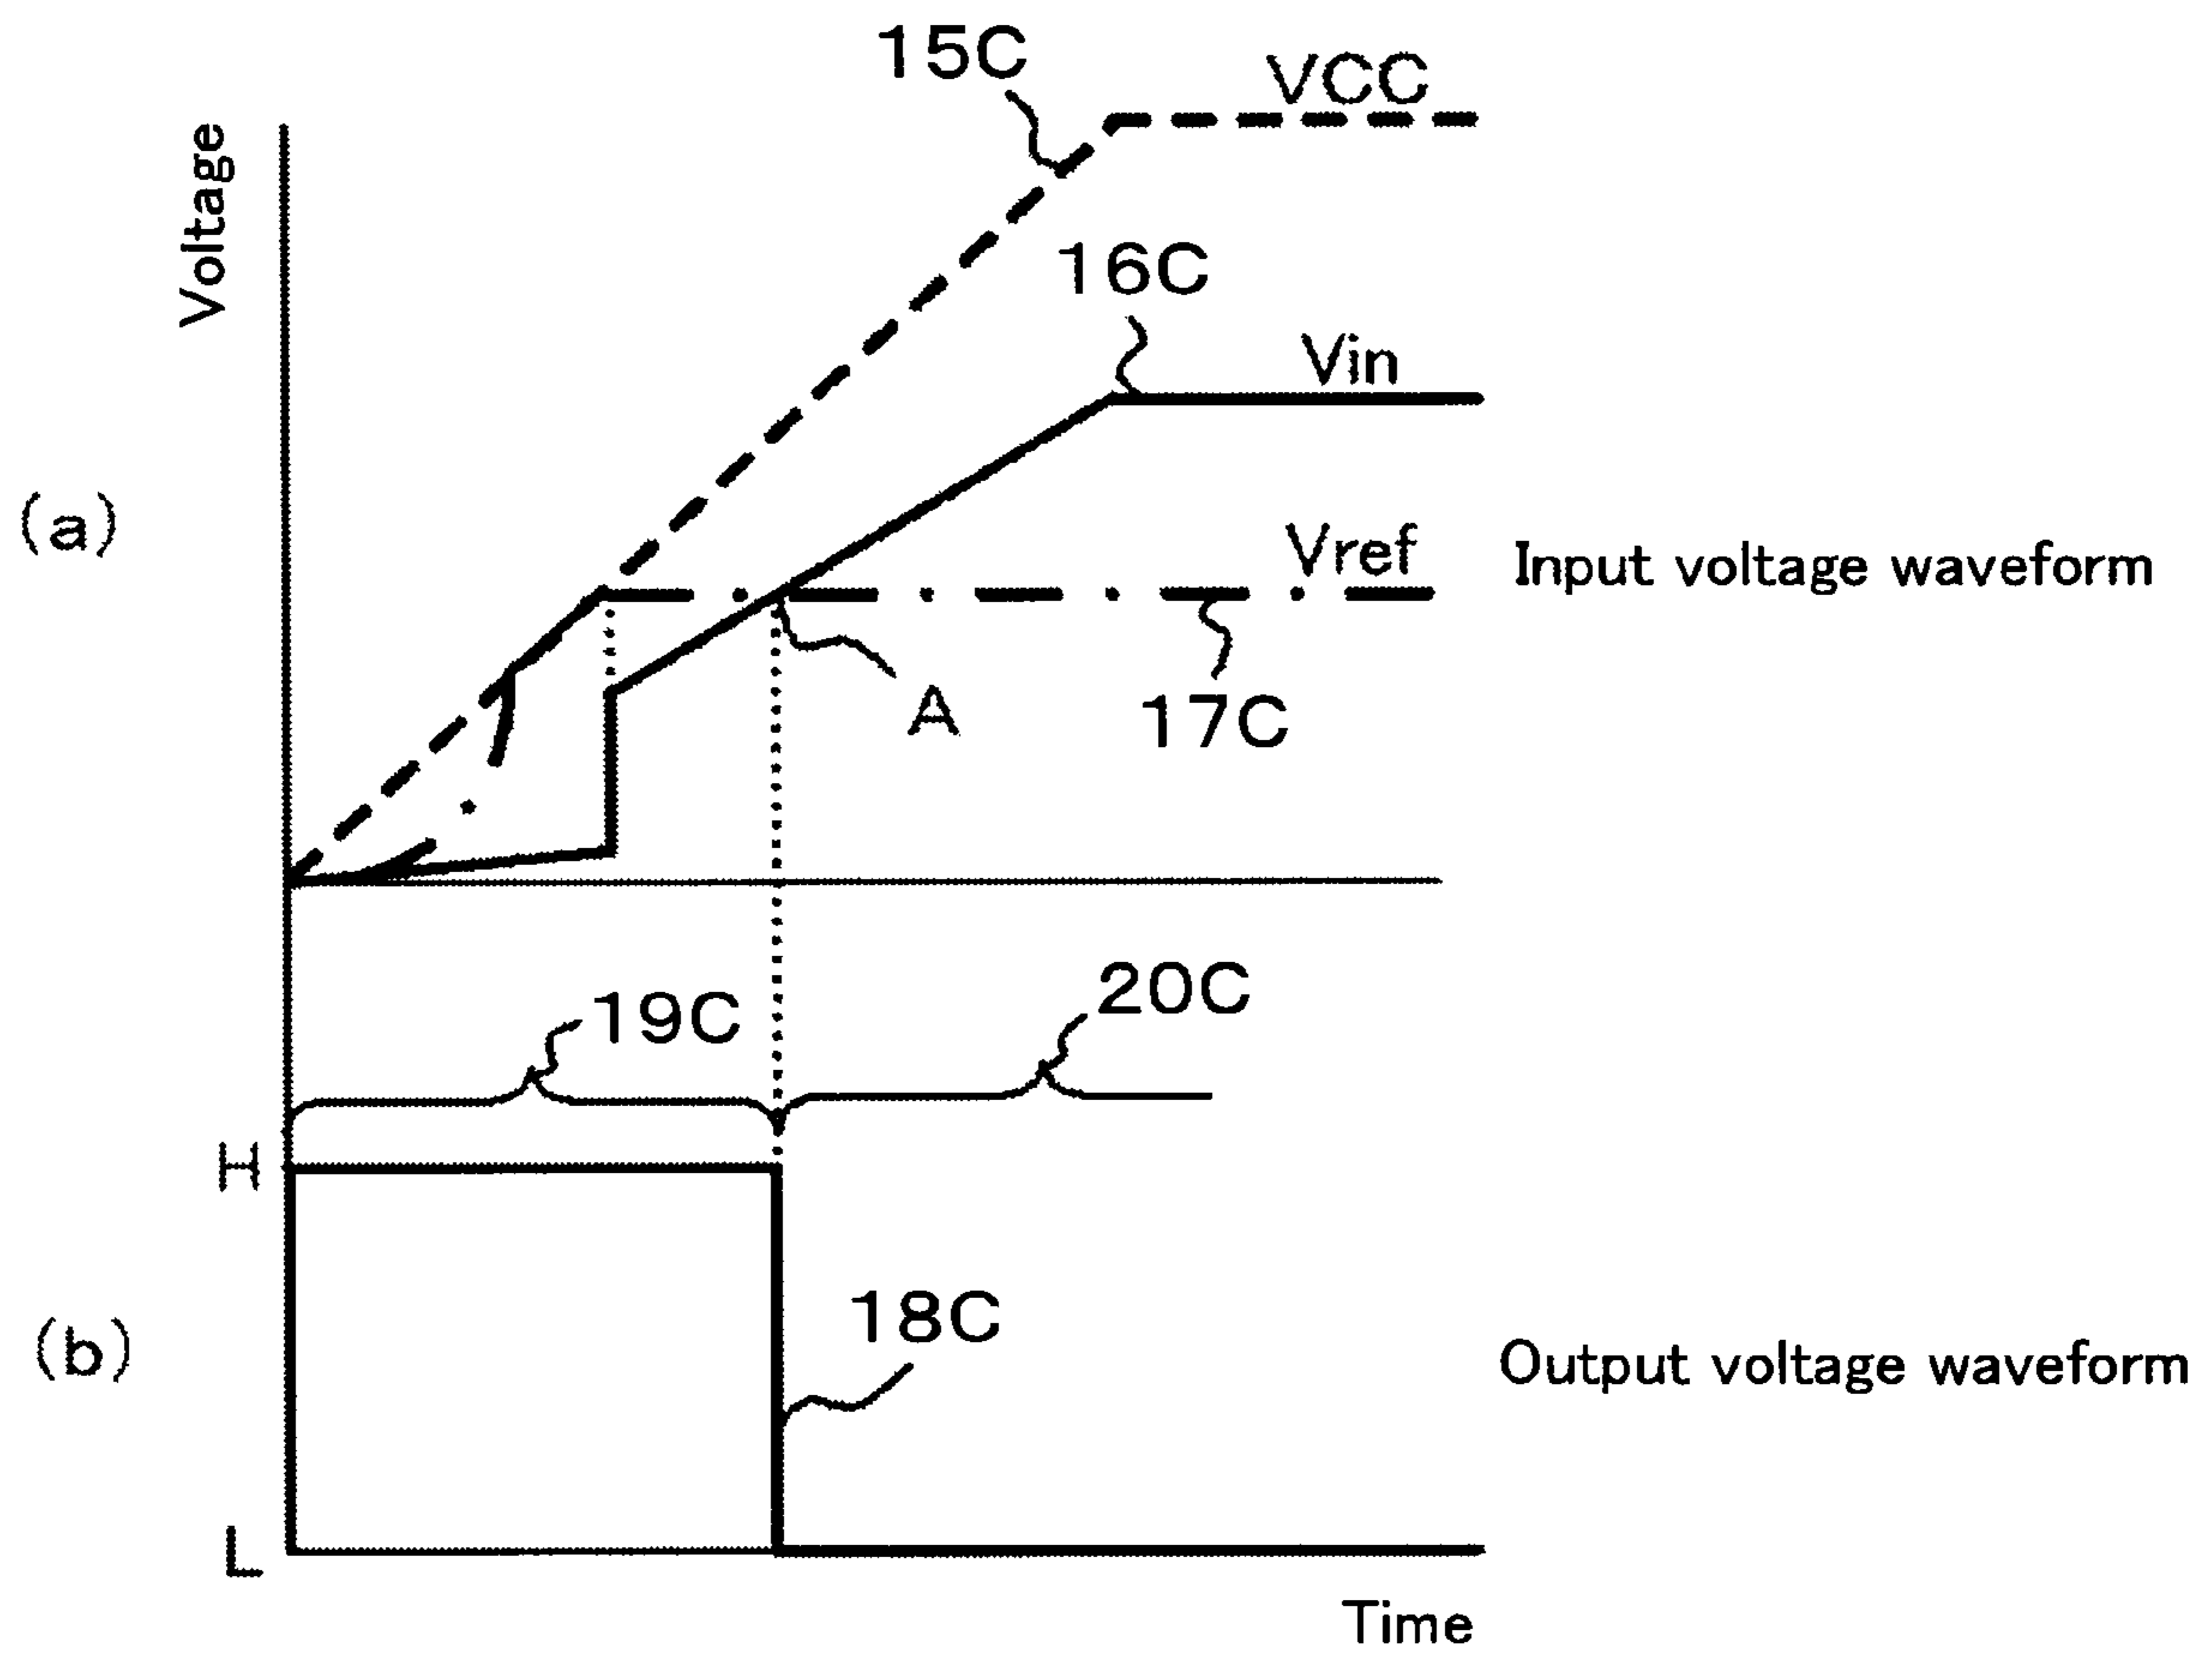 15C
VCC
Voltage
16C
Vin
(a)
Vref
Input voltage waveform
A
17C
19C
20C
H
18C
(b)
Output voltage waveform
L
Time